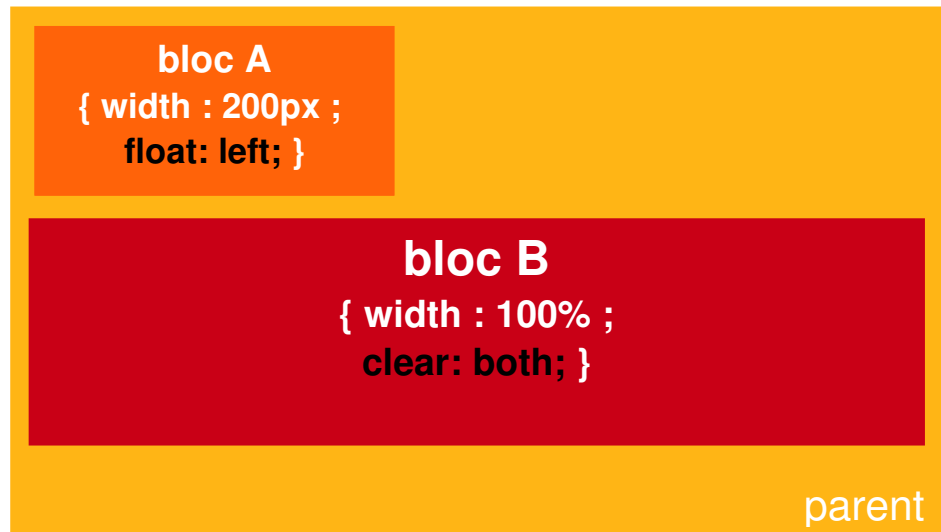 bloc A
{ width : 200px ;
float: left; }
bloc B
{ width : 100% ;
clear: both; }
parent